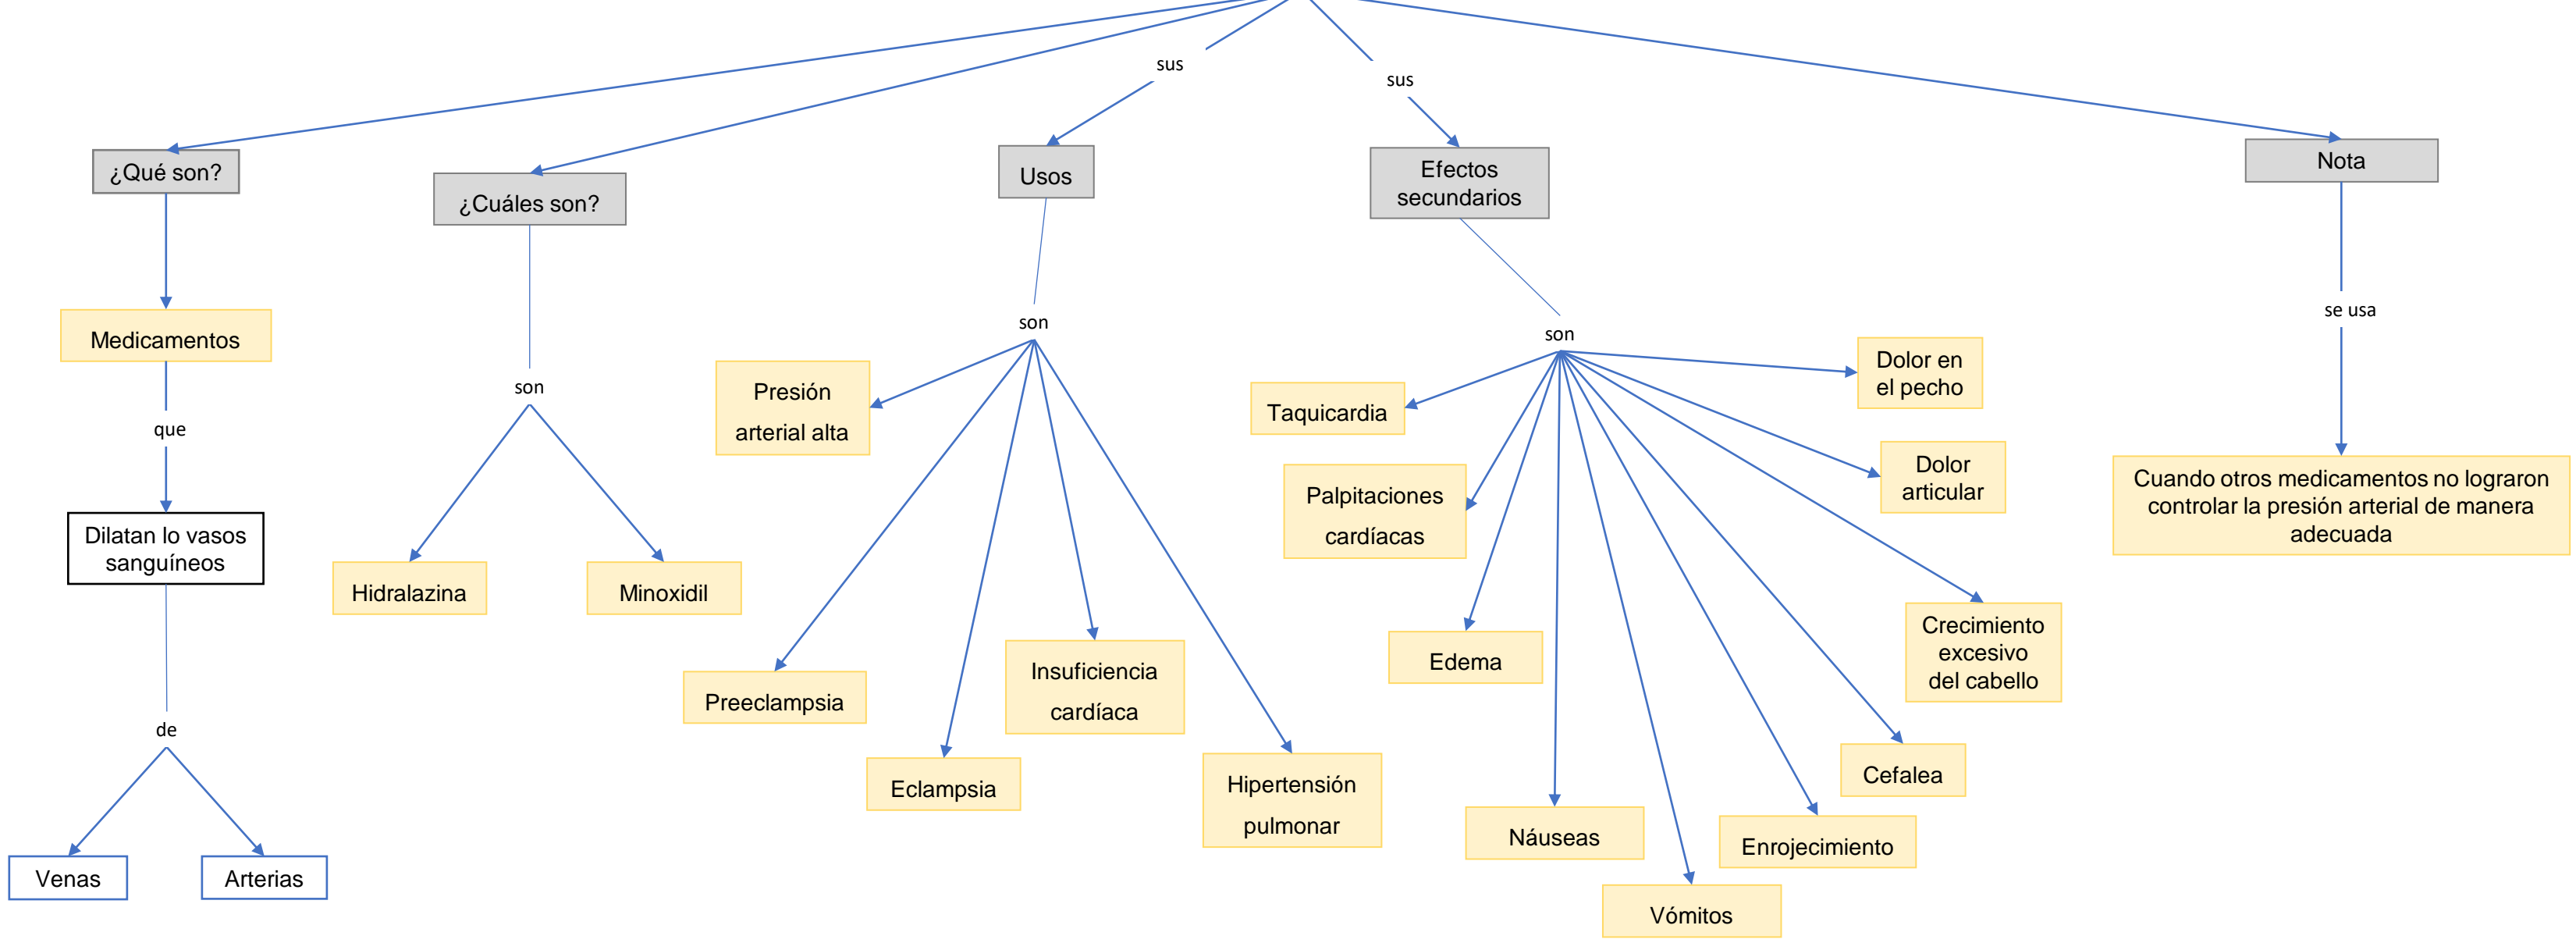 sus
sus
¿Qué son?
¿Cuáles son?
Usos
Efectos
secundarios
Nota
Medicamentos
que
Dilatan lo vasos
sanguíneos
de
Venas
Arterias
son
Hidralazina
Minoxidil
son
Presión
arterial alta
Preeclampsia
Eclampsia
Insuficiencia
cardíaca
Hipertensión
pulmonar
son
Taquicardia
Palpitaciones
cardíacas
Edema
Náuseas
Vómitos
Enrojecimiento
Cefalea
Crecimiento
excesivo
del cabello
Dolor
articular
Dolor en
el pecho
se usa
Cuando otros medicamentos no lograron
controlar la presión arterial de manera
adecuada